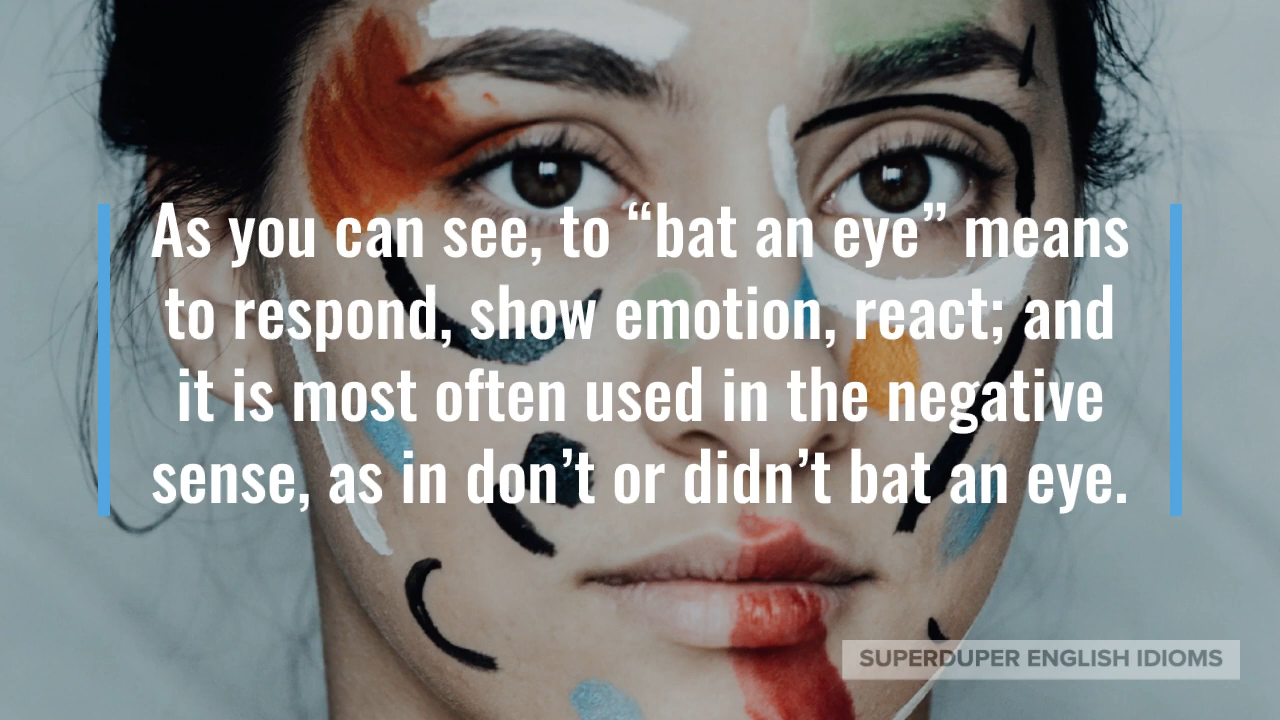 As you can see, to “bat an eye” means
to respond, show emotion, react; and
it is most often used in the negative
sense, as in don’t or didn’t bat an eye.
SUPERDUPER ENGLISH IDIOMS